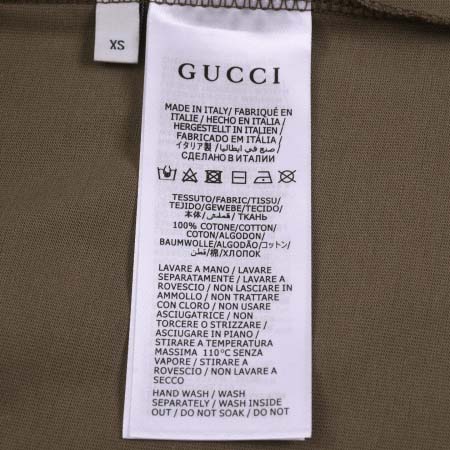 XS
GUCCI
MADE IN ITALY/ FABRIQUÉ EN
ITALIE / HECHO EN ITALIA /
HERGESTELLT IN ITALIEN /
FABRICADO EM ITALIA /
イタリア製 / صنع في ايطاليا /
СДЕЛАНО В ИТАЛИИ
TESSUTO/FABRIC/TISSU/
TEJIDO/GEWEBE/TECIDO/
本体/ قماش / ТКАНЬ
100% COTONE/COTTON/
COTON/ALGODON/
BAUMWOLLE/ALGODÃO/コットン/
棉/قطن/ ХЛОПОК
LAVARE A MANO / LAVARE
SEPARATAMENTE / LAVARE A
ROVESCIO / NON LASCIARE IN
AMMOLLO / NON TRATTARE
CON CLORO / NON USARE
ASCIUGATRICE / NON
TORCERE O STRIZZARE /
ASCIUGARE IN PIANO /
STIRARE A TEMPERATURA
MASSIMA 110°C SENZA
VAPORE / STIRARE A
ROVESCIO / NON LAVARE A
SECCO
HAND WASH / WASH
SEPARATELY / WASH INSIDE
OUT / DO NOT SOAK / DO NOT